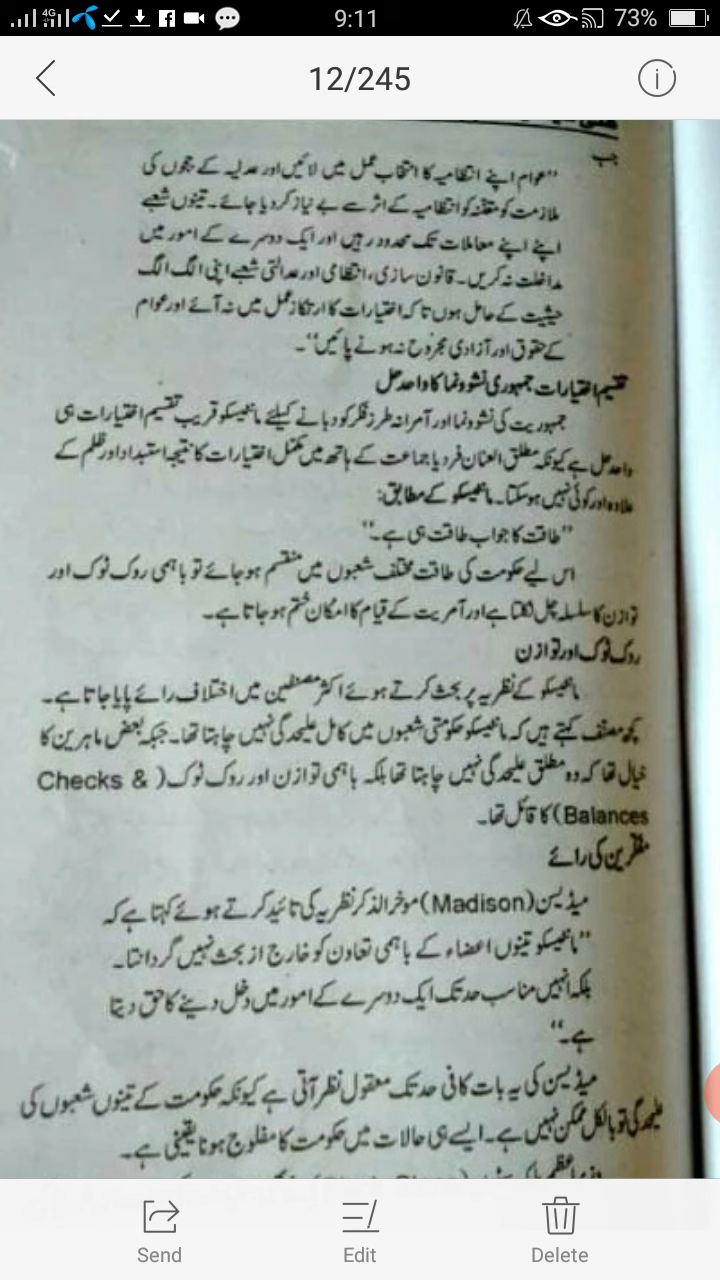 4G
9:11
73%
12/245
جب
"عوام اپنے انتظامیہ کا انتخاب عمل میں لائیں اور عدلیہ کے ججوں کی
ملازمت کو مقننہ کو انتظامیہ کے اثر سے بے نیاز کر دیا جائے۔ تینوں شعبے
اپنے اپنے معاملات تک محدود رہیں اور ایک دوسرے کے امور میں
مداخلت نہ کریں۔ قانون سازی، انتظامی اور عدالتی شعبے اپنی الگ الگ
حیثیت کے حامل ہوں تاکہ اختیارات کا ارتکاز عمل میں نہ آئے اور عوام
کے حقوق اور آزادی مجروح نہ ہونے پائیں"۔
تقسیم اختیارات جمہوری نشوونما کا واحد حل
جمہوریت کی نشوونما اور آمرانہ طرز فکر کو دبانے کیلئے مانٹیسکو قریب تقسیم اختیارات ہی
واحد حل ہے کیونکہ مطلق العنان فرد یا جماعت کے ہاتھ میں مکمل اختیارات کا نتیجا استبداد اور ظلم کے
علاوہ اور کوئی نہیں ہو سکتا۔ مانٹیسکو کے مطابق:
"طاقت کا جواب طاقت ہی ہے۔"
اس لیے حکومت کی طاقت مختلف شعبوں میں منقسم ہو جائے تو باہمی روک ٹوک اور
توازن کا سلسلہ چل نکلتا ہے اور آمریت کے قیام کا امکان ختم ہو جاتا ہے۔
روک ٹوک اور توازن
مانٹیسکو کے نظریہ پر بحث کرتے ہوئے اکثر مصنفین میں اختلاف رائے پایا جاتا ہے۔
کچھ مصنف کہتے ہیں کہ مانٹیسکو حکومتی شعبوں میں کامل علیحدگی نہیں چاہتا تھا۔ جبکہ بعض ماہرین کا
خیال تھا کہ وہ مطلق علیحدگی نہیں چاہتا تھا بلکہ باہمی توازن اور روک ٹوک (Checks &
Balances) کا قائل تھا۔
مفکرین کی رائے
میڈیسن (Madison) موخر الذکر نظریہ کی تائید کرتے ہوئے کہتا ہے کہ
"مانٹیسکو تینوں اعضاء کے باہمی تعاون کو خارج از بحث نہیں گردانتا۔
بلکہ انہیں مناسب حد تک ایک دوسرے کے امور میں دخل دینے کا حق دیتا
ہے۔"
میڈیسن کی یہ بات کافی حد تک معقول نظر آتی ہے کیونکہ حکومت کے تینوں شعبوں کی
علیحدگی تو بالکل ممکن نہیں ہے۔ ایسے ہی حالات میں حکومت کا مفلوج ہونا یقینی ہے۔
Send
Edit
Delete